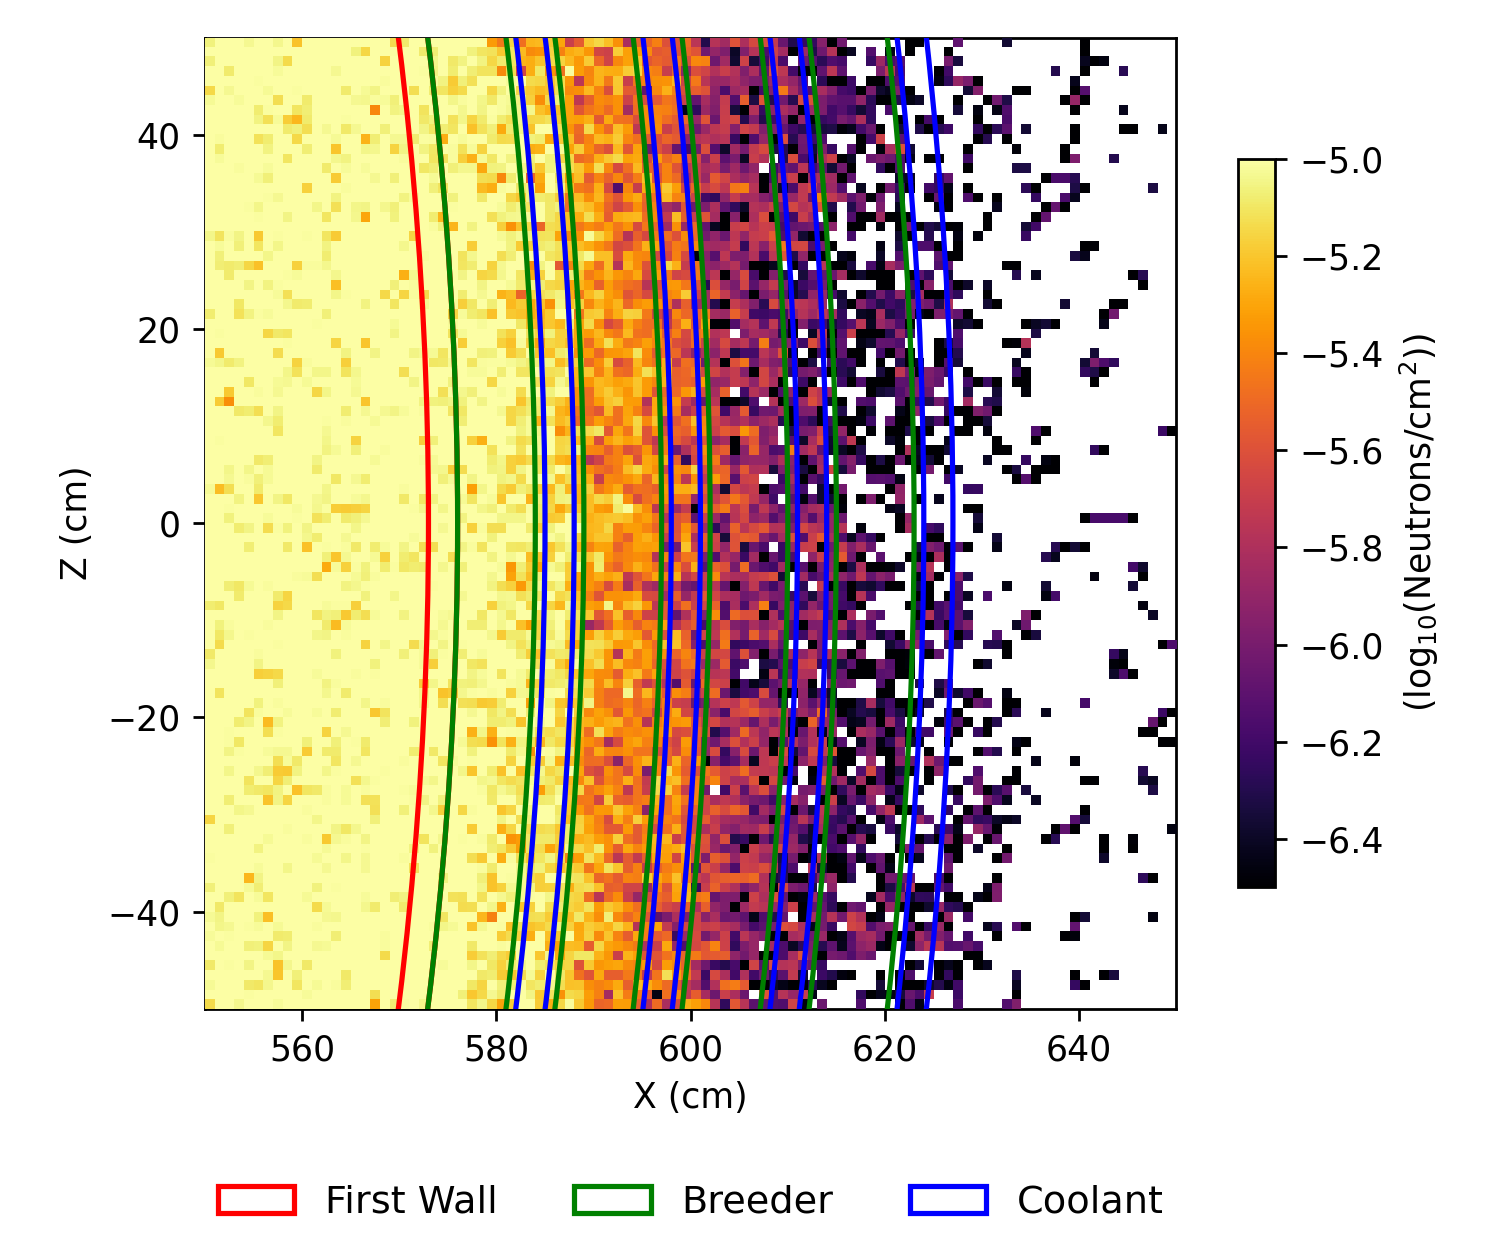 40
20
0
−20
−40
Z (cm)
560 580 600 620 640
X (cm)
−5.0
−5.2
−5.4
−5.6
−5.8
−6.0
−6.2
−6.4
(log₁₀(Neutrons/cm²))
First Wall Breeder Coolant